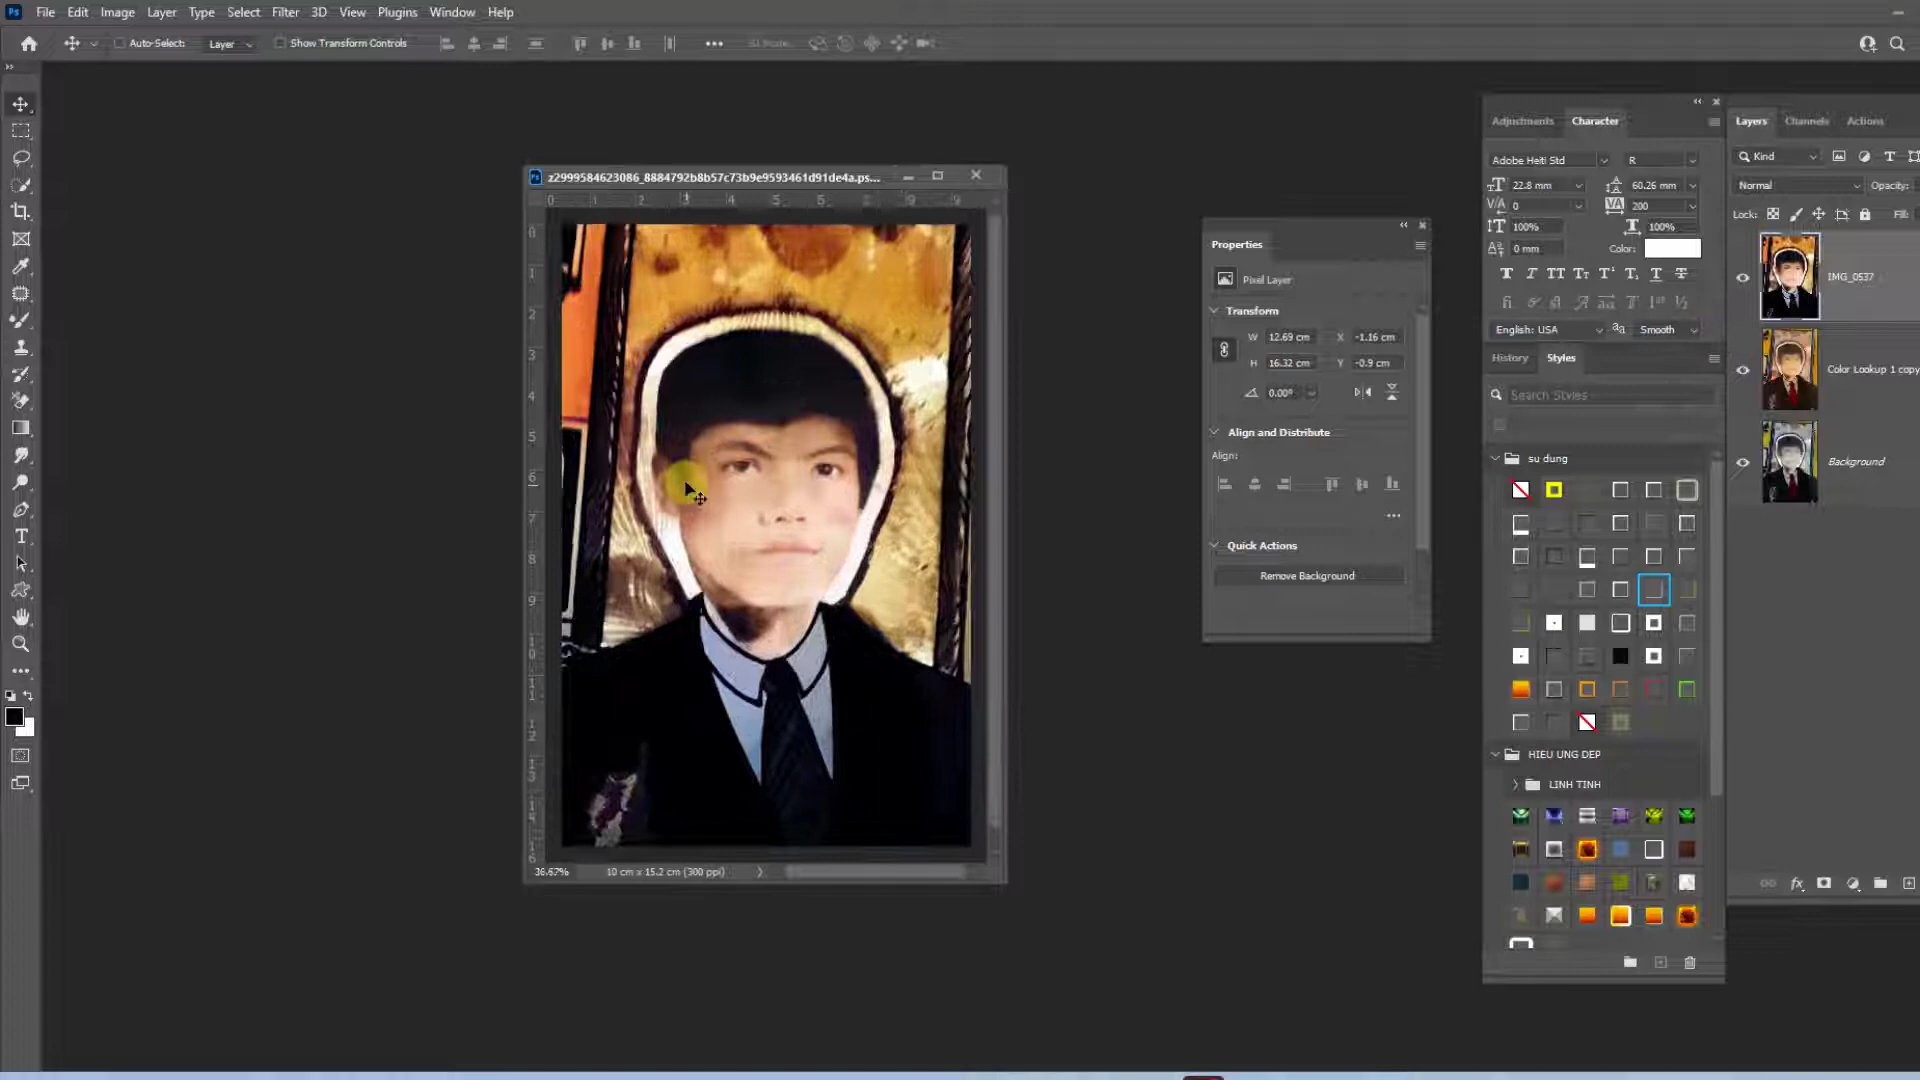 Ps File Edit Image Layer Type Select Filter 3D View Plugins Window Help
Auto-Select: Layer Show Transform Controls
z2999584623086_8884792b8b57c73b9e9593461d91de4a.ps...
36.67% 10 cm x 15.2 cm (300 ppi)
Properties
Pixel Layer
Transform
W 12.69 cm X -1.16 cm
H 16.32 cm Y -0.9 cm
0.00°
Align and Distribute
Align:
Quick Actions
Remove Background
Adjustments Character
Adobe Heiti Std R
22.8 mm 60.26 mm
0 200
100% 100%
0 mm Color:
English: USA Smooth
History Styles
Search Styles
su dung
HIEU UNG DEP
LINH TINH
Layers Channels Actions
Kind
Normal Opacity:
Lock: Fill:
IMG_0537
Color Lookup 1 copy
Background